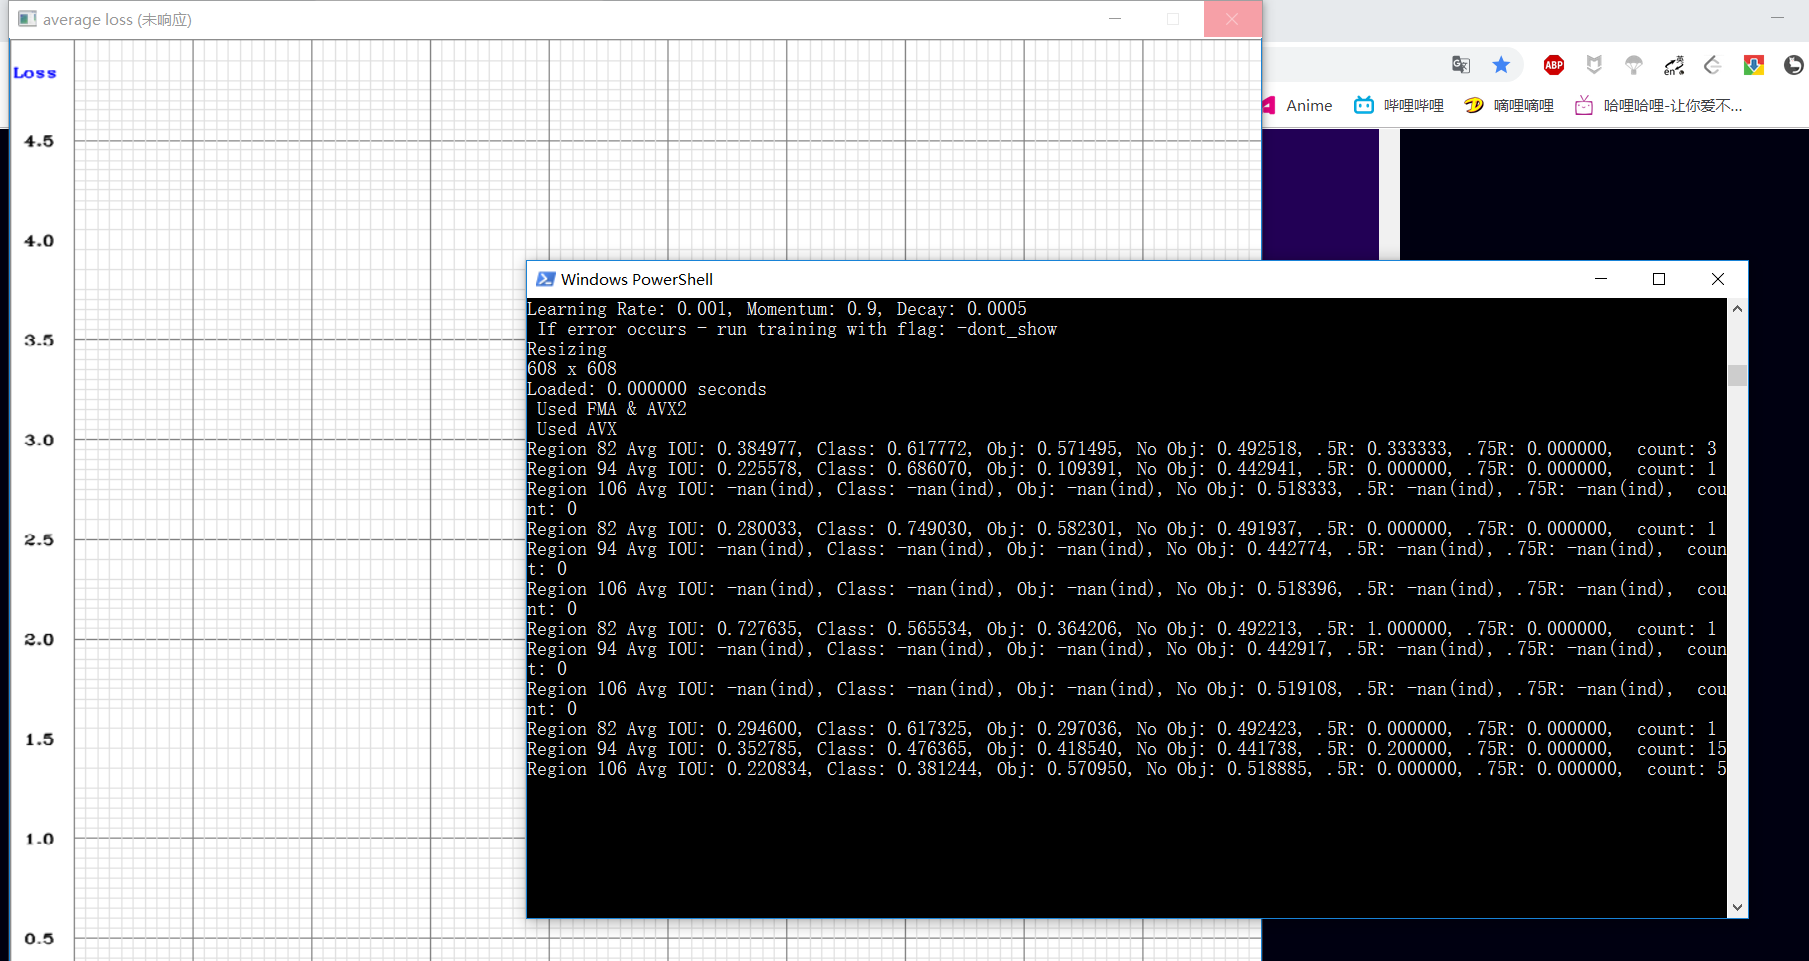 average loss (未响应)
Loss
4.5
4.0
3.5
3.0
2.5
2.0
1.5
1.0
0.5
ABP
英
en
Anime
哔哩哔哩
嘀哩嘀哩
哈哩哈哩-让你爱不...
Windows PowerShell
Learning Rate: 0.001, Momentum: 0.9, Decay: 0.0005
If error occurs - run training with flag: -dont_show
Resizing
608 x 608
Loaded: 0.000000 seconds
Used FMA & AVX2
Used AVX
Region 82 Avg IOU: 0.384977, Class: 0.617772, Obj: 0.571495, No Obj: 0.492518, .5R: 0.333333, .75R: 0.000000,  count: 3
Region 94 Avg IOU: 0.225578, Class: 0.686070, Obj: 0.109391, No Obj: 0.442941, .5R: 0.000000, .75R: 0.000000,  count: 1
Region 106 Avg IOU: -nan(ind), Class: -nan(ind), Obj: -nan(ind), No Obj: 0.518333, .5R: -nan(ind), .75R: -nan(ind),  cou
nt: 0
Region 82 Avg IOU: 0.280033, Class: 0.749030, Obj: 0.582301, No Obj: 0.491937, .5R: 0.000000, .75R: 0.000000,  count: 1
Region 94 Avg IOU: -nan(ind), Class: -nan(ind), Obj: -nan(ind), No Obj: 0.442774, .5R: -nan(ind), .75R: -nan(ind),  coun
t: 0
Region 106 Avg IOU: -nan(ind), Class: -nan(ind), Obj: -nan(ind), No Obj: 0.518396, .5R: -nan(ind), .75R: -nan(ind),  cou
nt: 0
Region 82 Avg IOU: 0.727635, Class: 0.565534, Obj: 0.364206, No Obj: 0.492213, .5R: 1.000000, .75R: 0.000000,  count: 1
Region 94 Avg IOU: -nan(ind), Class: -nan(ind), Obj: -nan(ind), No Obj: 0.442917, .5R: -nan(ind), .75R: -nan(ind),  coun
t: 0
Region 106 Avg IOU: -nan(ind), Class: -nan(ind), Obj: -nan(ind), No Obj: 0.519108, .5R: -nan(ind), .75R: -nan(ind),  cou
nt: 0
Region 82 Avg IOU: 0.294600, Class: 0.617325, Obj: 0.297036, No Obj: 0.492423, .5R: 0.000000, .75R: 0.000000,  count: 1
Region 94 Avg IOU: 0.352785, Class: 0.476365, Obj: 0.418540, No Obj: 0.441738, .5R: 0.200000, .75R: 0.000000,  count: 15
Region 106 Avg IOU: 0.220834, Class: 0.381244, Obj: 0.570950, No Obj: 0.518885, .5R: 0.000000, .75R: 0.000000,  count: 5